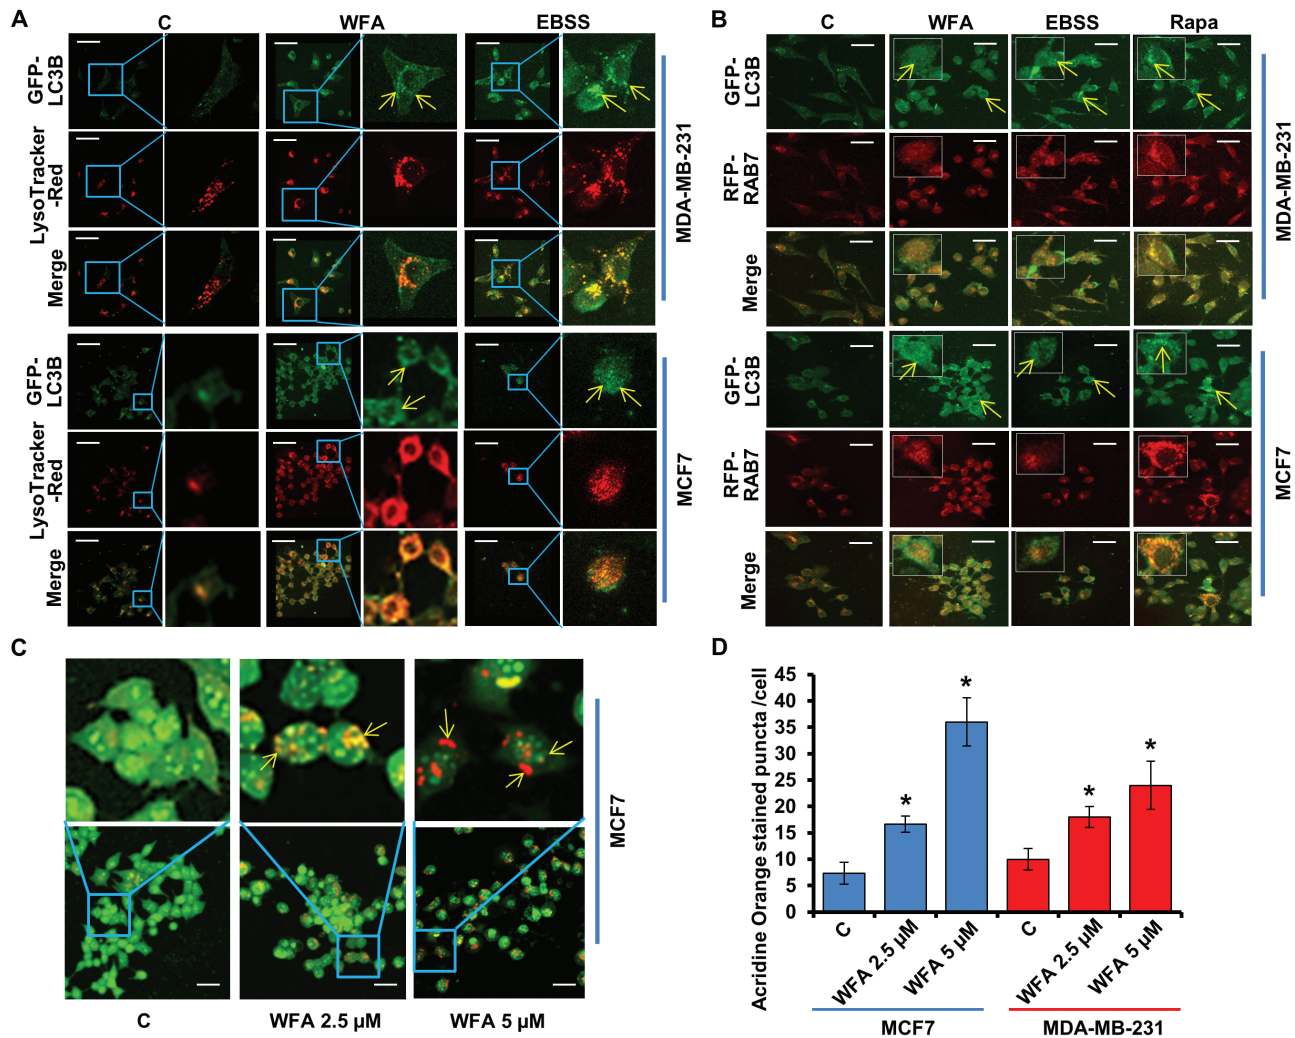 A
C
WFA
EBSS
GFP-
LC3B
LysoTracker
-Red
Merge
MDA-MB-231
GFP-
LC3B
LysoTracker
-Red
Merge
MCF7
B
C
WFA
EBSS
Rapa
GFP-
LC3B
RFP-
RAB7
Merge
MDA-MB-231
GFP-
LC3B
RFP-
RAB7
Merge
MCF7
C
MCF7
C
WFA 2.5 µM
WFA 5 µM
D
Acridine Orange stained puncta /cell
45
40
35
30
25
20
15
10
5
0
*
*
*
*
C
WFA 2.5 µM
WFA 5 µM
C
WFA 2.5 µM
WFA 5 µM
MCF7
MDA-MB-231